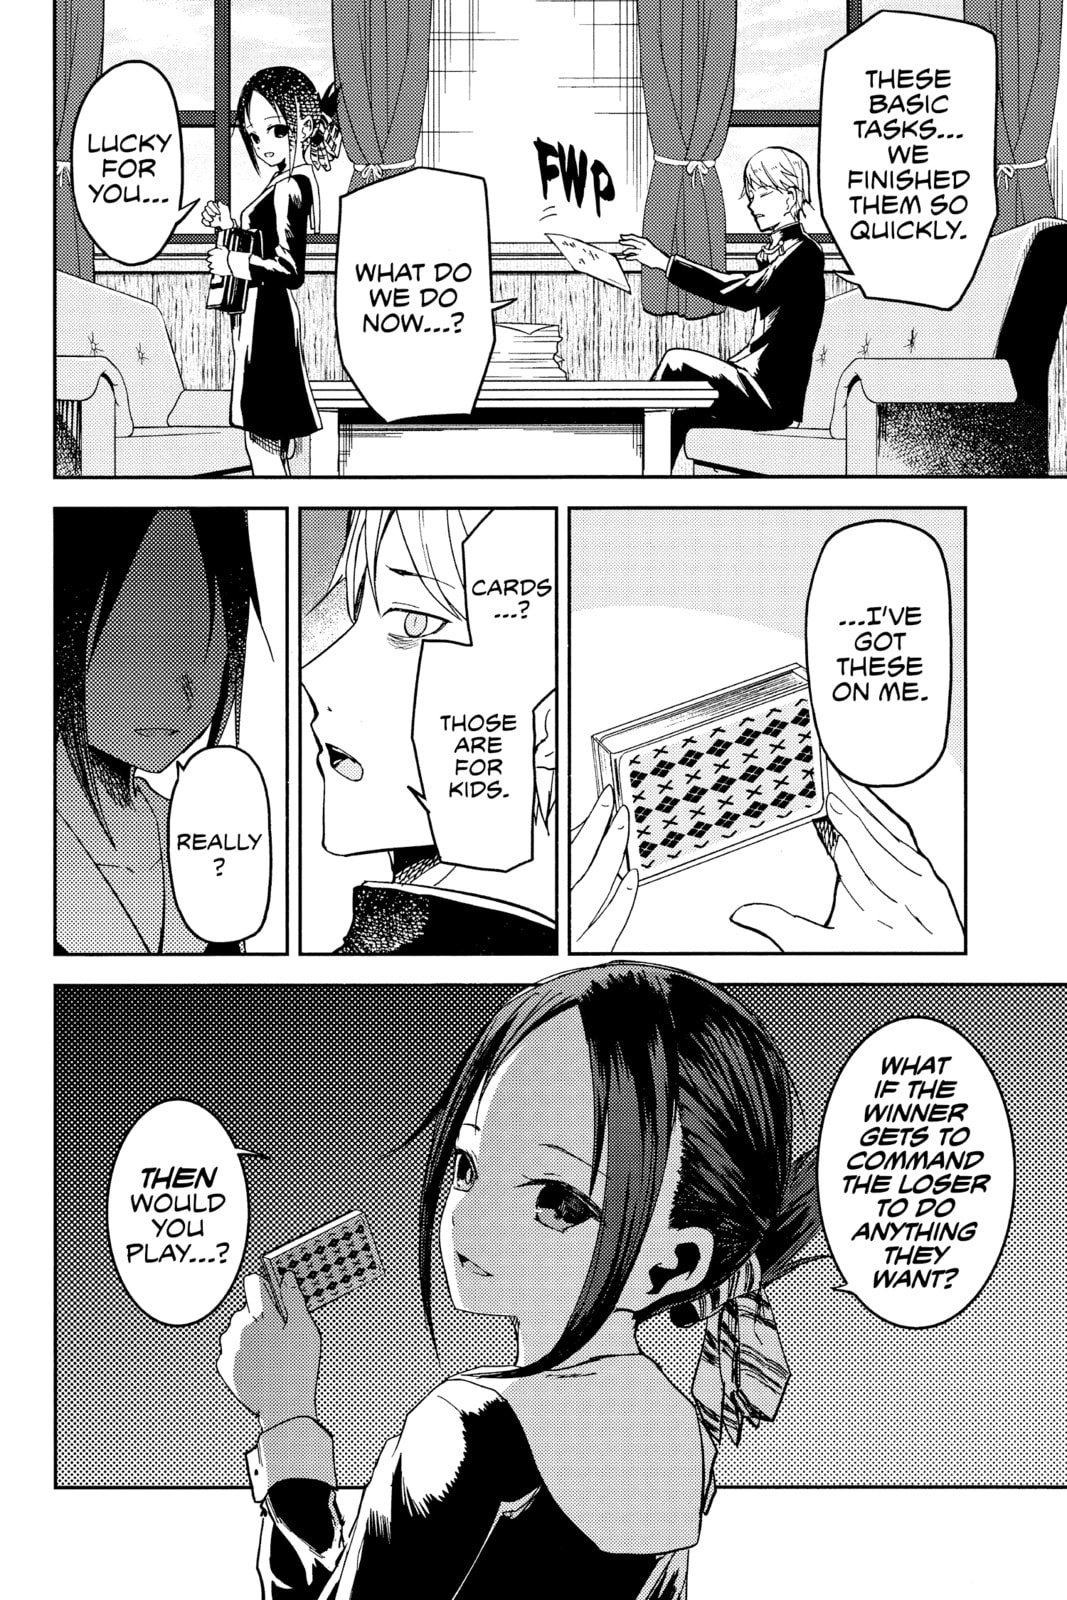 THESE
BASIC
TASKS...
WE
FINISHED
THEM SO
QUICKLY.
FWP
WHAT DO
WE DO
NOW...?
LUCKY
FOR
YOU...
...I'VE
GOT
THESE
ON ME.
CARDS
...?
THOSE
ARE
FOR
KIDS.
REALLY
?
WHAT
IF THE
WINNER
GETS TO
COMMAND
THE LOSER
TO DO
ANYTHING
THEY
WANT?
THEN
WOULD
YOU
PLAY...?